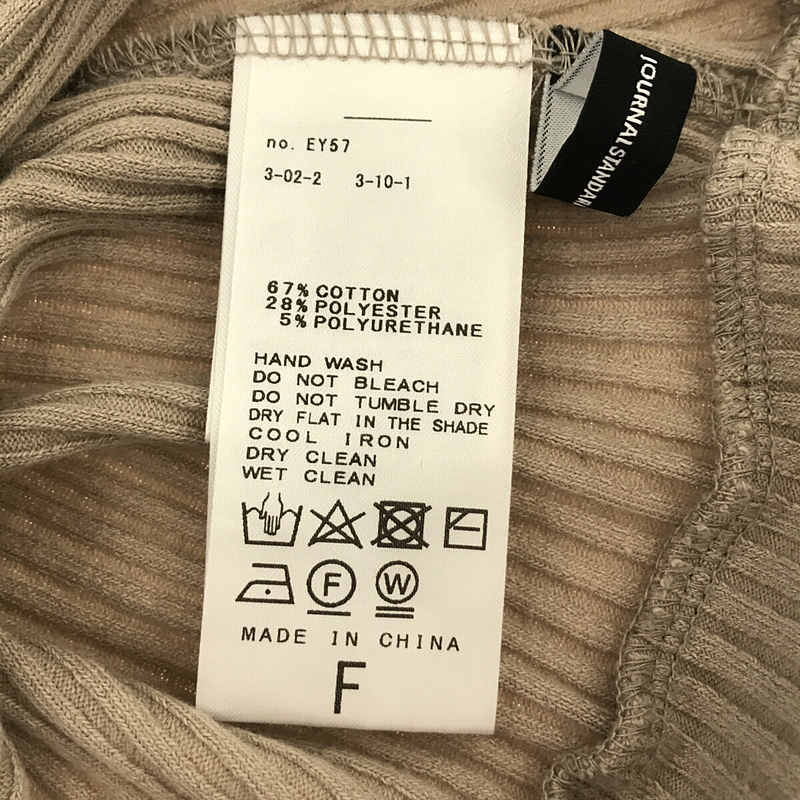 no. EY57
3-02-2 3-10-1
67% COTTON
28% POLYESTER
5% POLYURETHANE
HAND WASH
DO NOT BLEACH
DO NOT TUMBLE DRY
DRY FLAT IN THE SHADE
COOL IRON
DRY CLEAN
WET CLEAN
F W
MADE IN CHINA
F
JOURNAL STANDAR